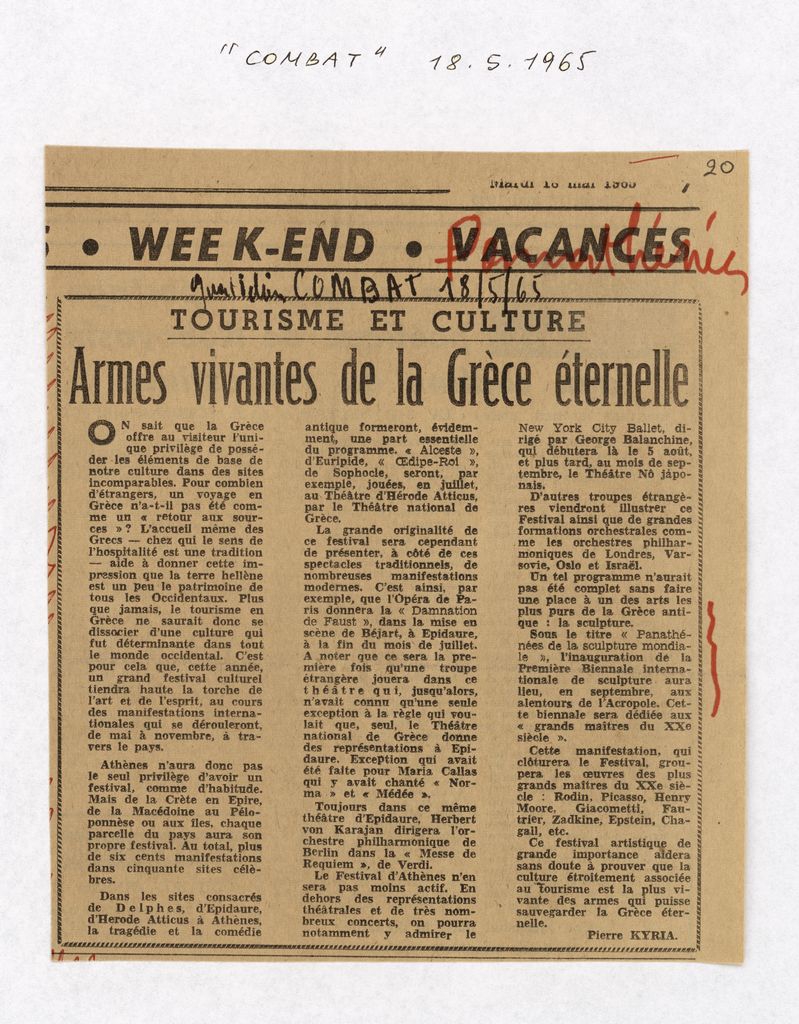 "COMBAT" 18.5.1965
20
Mardi 18 mai 1965
• WEEK-END • VACANCES
Panathénées
quotidien COMBAT 18/5/65
TOURISME ET CULTURE
Armes vivantes de la Grèce éternelle
ON sait que la Grèce
offre au visiteur l'uni-
que privilège de possé-
der les éléments de base de
notre culture dans des sites
incomparables. Pour combien
d'étrangers, un voyage en
Grèce n'a-t-il pas été com-
me un « retour aux sour-
ces » ? L'accueil même des
Grecs — chez qui le sens de
l'hospitalité est une tradition
— aide à donner cette im-
pression que la terre hellène
est un peu le patrimoine de
tous les Occidentaux. Plus
que jamais, le tourisme en
Grèce ne saurait donc se
dissocier d'une culture qui
fut déterminante dans tout
le monde occidental. C'est
pour cela que, cette année,
un grand festival culturel
tiendra haute la torche de
l'art et de l'esprit, au cours
des manifestations interna-
tionales qui se dérouleront,
de mai à novembre, à tra-
vers le pays.
Athènes n'aura donc pas
le seul privilège d'avoir un
festival, comme d'habitude.
Mais de la Crète en Epire,
de la Macédoine au Pélo-
ponnèse ou aux îles, chaque
parcelle du pays aura son
propre festival. Au total, plus
de six cents manifestations
dans cinquante sites célè-
bres.
Dans les sites consacrés
de Delphes, d'Epidaure,
d'Herode Atticus à Athènes,
la tragédie et la comédie
antique formeront, évidem-
ment, une part essentielle
du programme. « Alceste »,
d'Euripide, « Œdipe-Roi »,
de Sophocle, seront, par
exemple, jouées, en juillet,
au Théâtre d'Hérode Atticus,
par le Théâtre national de
Grèce.
La grande originalité de
ce festival sera cependant
de présenter, à côté de ces
spectacles traditionnels, de
nombreuses manifestations
modernes. C'est ainsi, par
exemple, que l'Opéra de Pa-
ris donnera la « Damnation
de Faust », dans la mise en
scène de Béjart, à Epidaure,
à la fin du mois de juillet.
A noter que ce sera la pre-
mière fois qu'une troupe
étrangère jouera dans ce
théâtre qui, jusqu'alors,
n'avait connu qu'une seule
exception à la règle qui vou-
lait que, seul, le Théâtre
national de Grèce donne
des représentations à Epi-
daure. Exception qui avait
été faite pour Maria Callas
qui y avait chanté « Nor-
ma » et « Médée ».
Toujours dans ce même
théâtre d'Epidaure, Herbert
von Karajan dirigera l'or-
chestre philharmonique de
Berlin dans la « Messe de
Requiem », de Verdi.
Le Festival d'Athènes n'en
sera pas moins actif. En
dehors des représentations
théâtrales et de très nom-
breux concerts, on pourra
notamment y admirer le
New York City Ballet, di-
rigé par George Balanchine,
qui débutera là le 5 août,
et plus tard, au mois de sep-
tembre, le Théâtre Nô japo-
nais.
D'autres troupes étrangè-
res viendront illustrer ce
Festival ainsi que de grandes
formations orchestrales com-
me les orchestres philhar-
moniques de Londres, Var-
sovie, Oslo et Israël.
Un tel programme n'aurait
pas été complet sans faire
une place à un des arts les
plus purs de la Grèce anti-
que : la sculpture.
Sous le titre « Panathé-
nées de la sculpture mondia-
le », l'inauguration de la
Première Biennale interna-
tionale de sculpture aura
lieu, en septembre, aux
alentours de l'Acropole. Cet-
te biennale sera dédiée aux
« grands maîtres du XXe
siècle ».
Cette manifestation, qui
clôturera le Festival, grou-
pera les œuvres des plus
grands maîtres du XXe siè-
cle : Rodin, Picasso, Henry
Moore, Giacometti, Fau-
trier, Zadkine, Epstein, Cha-
gall, etc.
Ce festival artistique de
grande importance aidera
sans doute à prouver que la
culture étroitement associée
au tourisme est la plus vi-
vante des armes qui puisse
sauvegarder la Grèce éter-
nelle.
Pierre KYRIA.